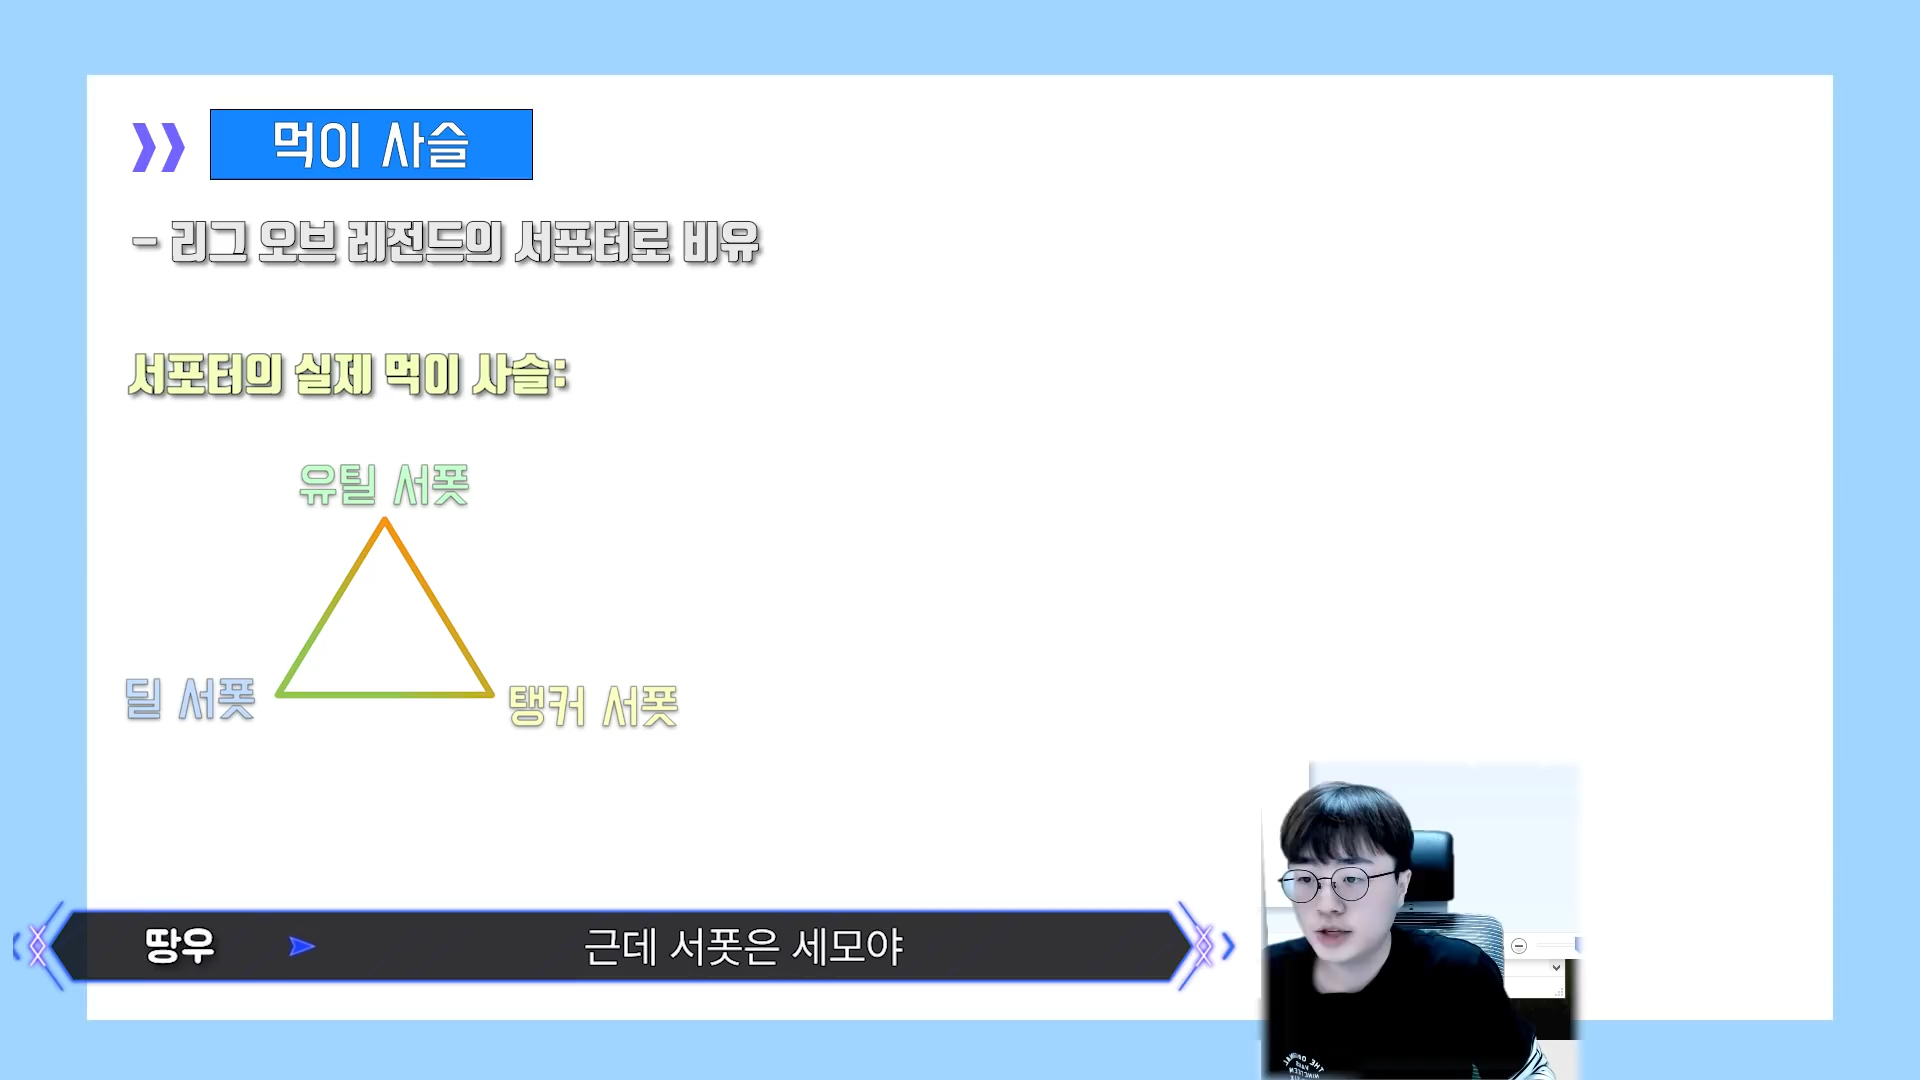 먹이 사슬
- 리그 오브 레전드의 서포터로 비유
서포터의 실제 먹이 사슬:
유틸 서폿
딜 서폿
탱커 서폿
땅우
근데 서폿은 세모야